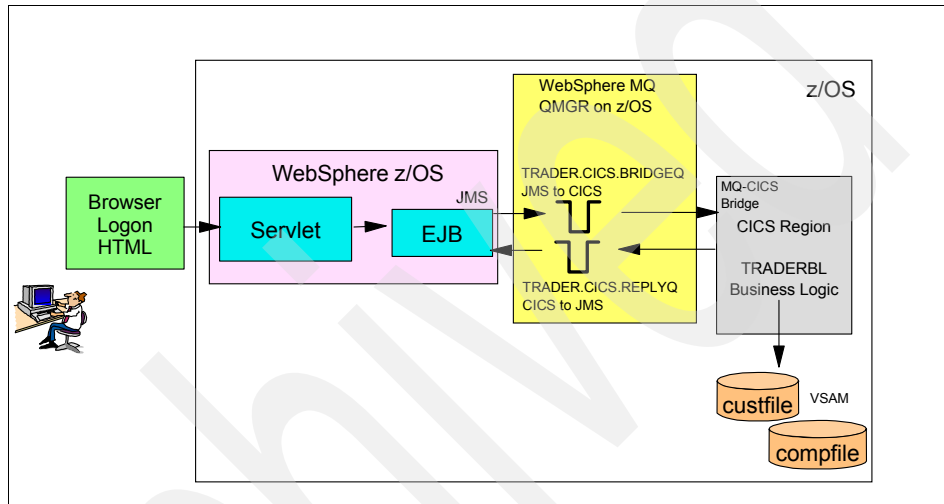 WebSphere MQ
QMGR on z/OS
z/OS
WebSphere z/OS
JMS
TRADER.CICS.BRIDGEQ
JMS to CICS
MQ-CICS
Bridge
CICS Region
Browser
Logon
HTML
Servlet
EJB
TRADERBL
Business Logic
TRADER.CICS.REPLYQ
CICS to JMS
custfile
VSAM
compfile